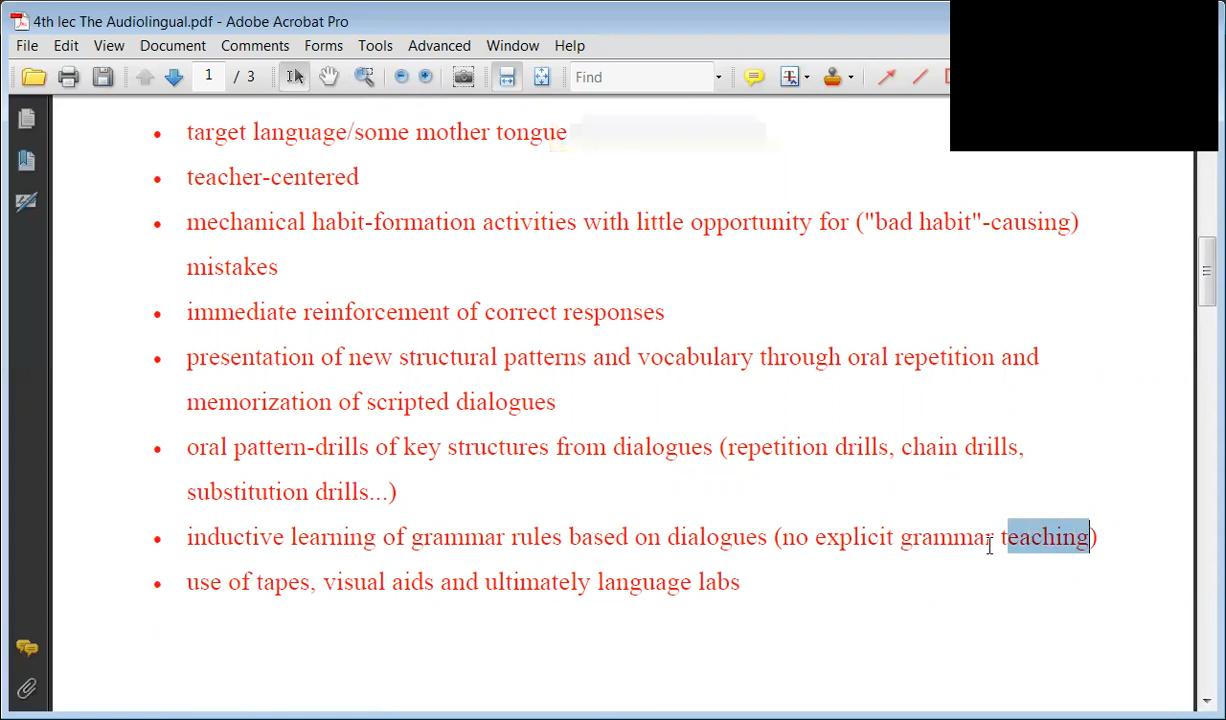 4th lec The Audiolingual.pdf - Adobe Acrobat Pro
File Edit View Document Comments Forms Tools Advanced Window Help
1 / 3 Find
• target language/some mother tongue
• teacher-centered
• mechanical habit-formation activities with little opportunity for ("bad habit"-causing)
mistakes
• immediate reinforcement of correct responses
• presentation of new structural patterns and vocabulary through oral repetition and
memorization of scripted dialogues
• oral pattern-drills of key structures from dialogues (repetition drills, chain drills,
substitution drills...)
• inductive learning of grammar rules based on dialogues (no explicit grammar teaching)
• use of tapes, visual aids and ultimately language labs